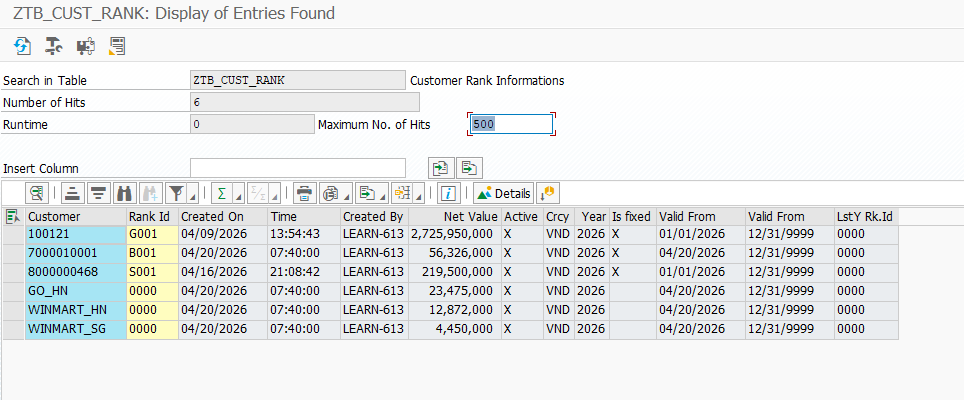 ZTB_CUST_RANK: Display of Entries Found
Search in Table ZTB_CUST_RANK Customer Rank Informations
Number of Hits 6
Runtime 0 Maximum No. of Hits 500
Insert Column
Details
Customer Rank Id Created On Time Created By Net Value Active Crcy Year Is fixed Valid From Valid From LstY Rk.Id
100121 G001 04/09/2026 13:54:43 LEARN-613 2,725,950,000 X VND 2026 X 01/01/2026 12/31/9999 0000
7000010001 B001 04/20/2026 07:40:00 LEARN-613 56,326,000 X VND 2026 X 04/20/2026 12/31/9999 0000
8000000468 S001 04/16/2026 21:08:42 LEARN-613 219,500,000 X VND 2026 X 01/01/2026 12/31/9999 0000
GO_HN 0000 04/20/2026 07:40:00 LEARN-613 23,475,000 X VND 2026 04/20/2026 12/31/9999 0000
WINMART_HN 0000 04/20/2026 07:40:00 LEARN-613 12,872,000 X VND 2026 04/20/2026 12/31/9999 0000
WINMART_SG 0000 04/20/2026 07:40:00 LEARN-613 4,450,000 X VND 2026 04/20/2026 12/31/9999 0000